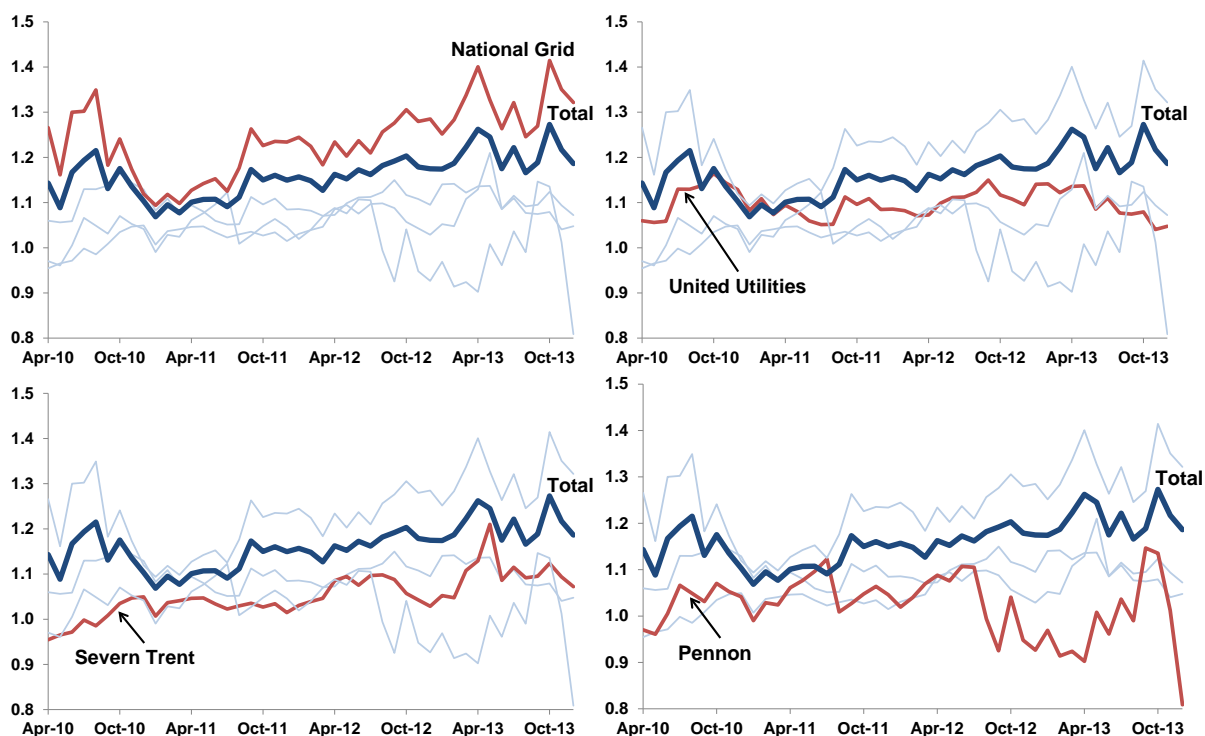 1.5
1.4
1.3
1.2
1.1
1.0
0.9
0.8
National Grid
Total
Apr-10 Oct-10 Apr-11 Oct-11 Apr-12 Oct-12 Apr-13 Oct-13
1.5
1.4
1.3
1.2
1.1
1.0
0.9
0.8
Total
United Utilities
Apr-10 Oct-10 Apr-11 Oct-11 Apr-12 Oct-12 Apr-13 Oct-13
1.5
1.4
1.3
1.2
1.1
1.0
0.9
0.8
Total
Severn Trent
Apr-10 Oct-10 Apr-11 Oct-11 Apr-12 Oct-12 Apr-13 Oct-13
1.5
1.4
1.3
1.2
1.1
1.0
0.9
0.8
Total
Pennon
Apr-10 Oct-10 Apr-11 Oct-11 Apr-12 Oct-12 Apr-13 Oct-13